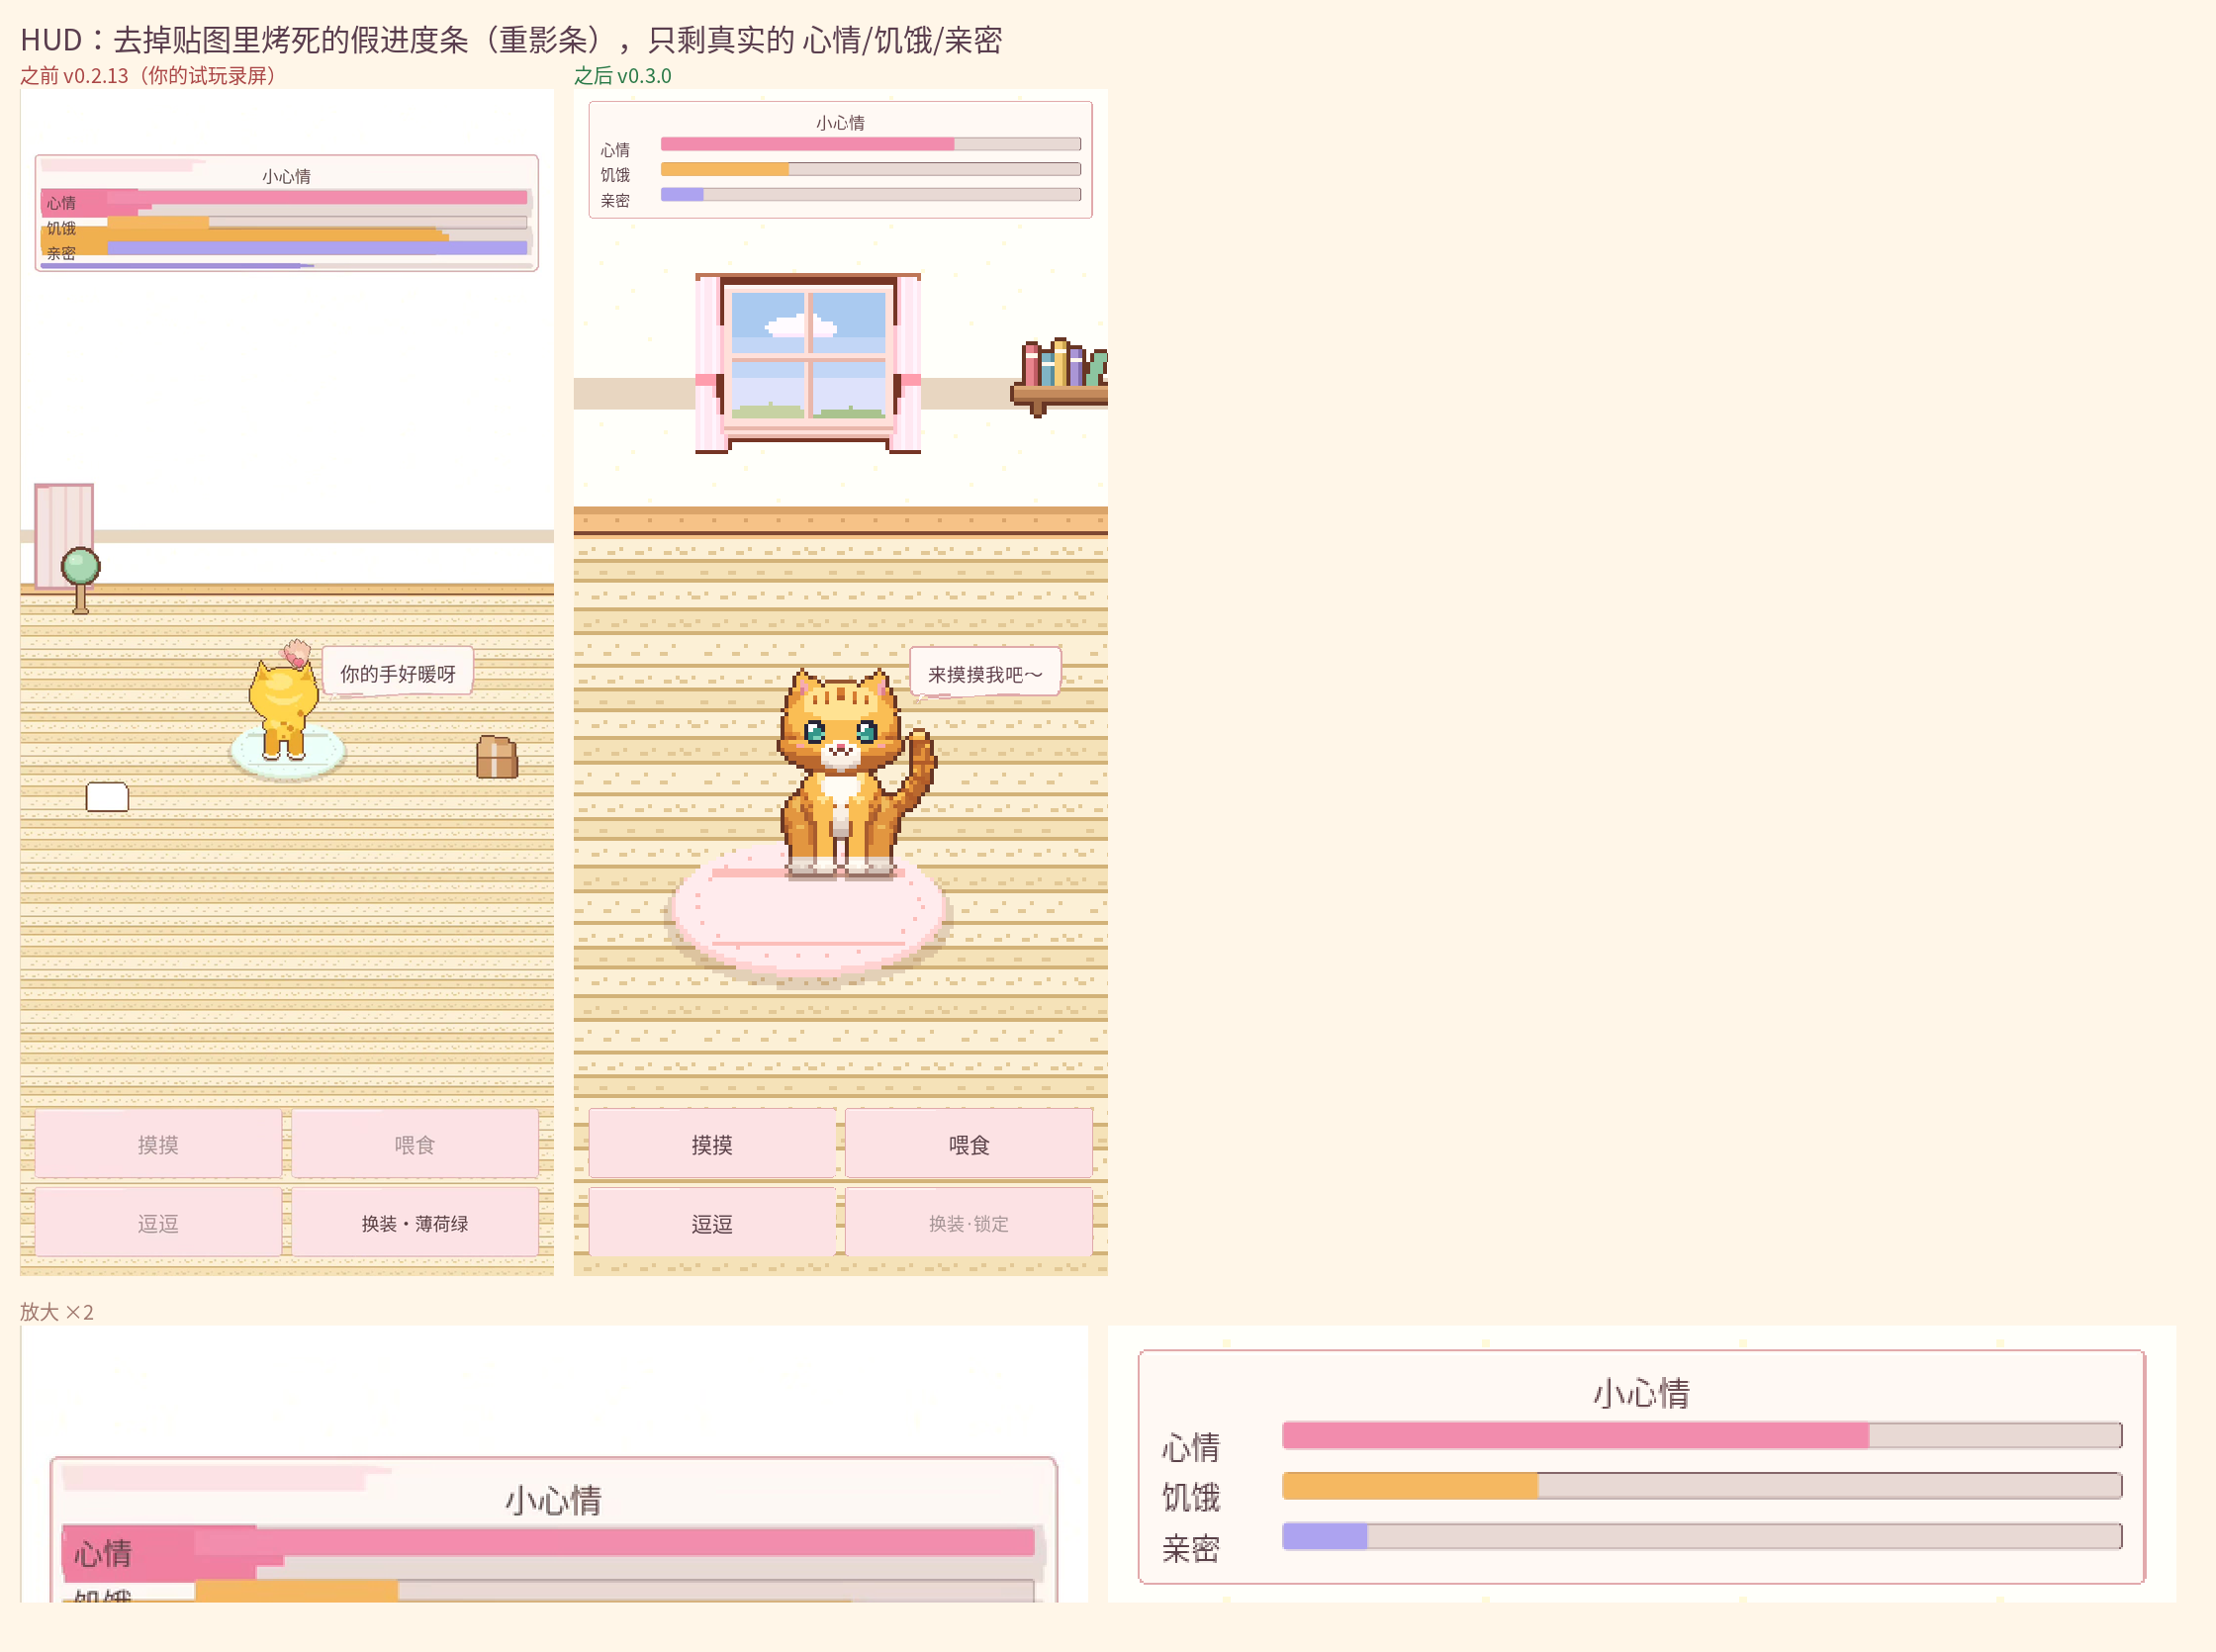 HUD：去掉贴图里烤死的假进度条（重影条），只剩真实的 心情/饥饿/亲密
之前 v0.2.13（你的试玩录屏）
之后 v0.3.0
小心情
心情
饥饿
亲密
你的手好暖呀
摸摸
喂食
逗逗
换装·薄荷绿
小心情
心情
饥饿
亲密
来摸摸我吧～
摸摸
喂食
逗逗
换装·锁定
放大 ×2
小心情
心情
饥饿
小心情
心情
饥饿
亲密